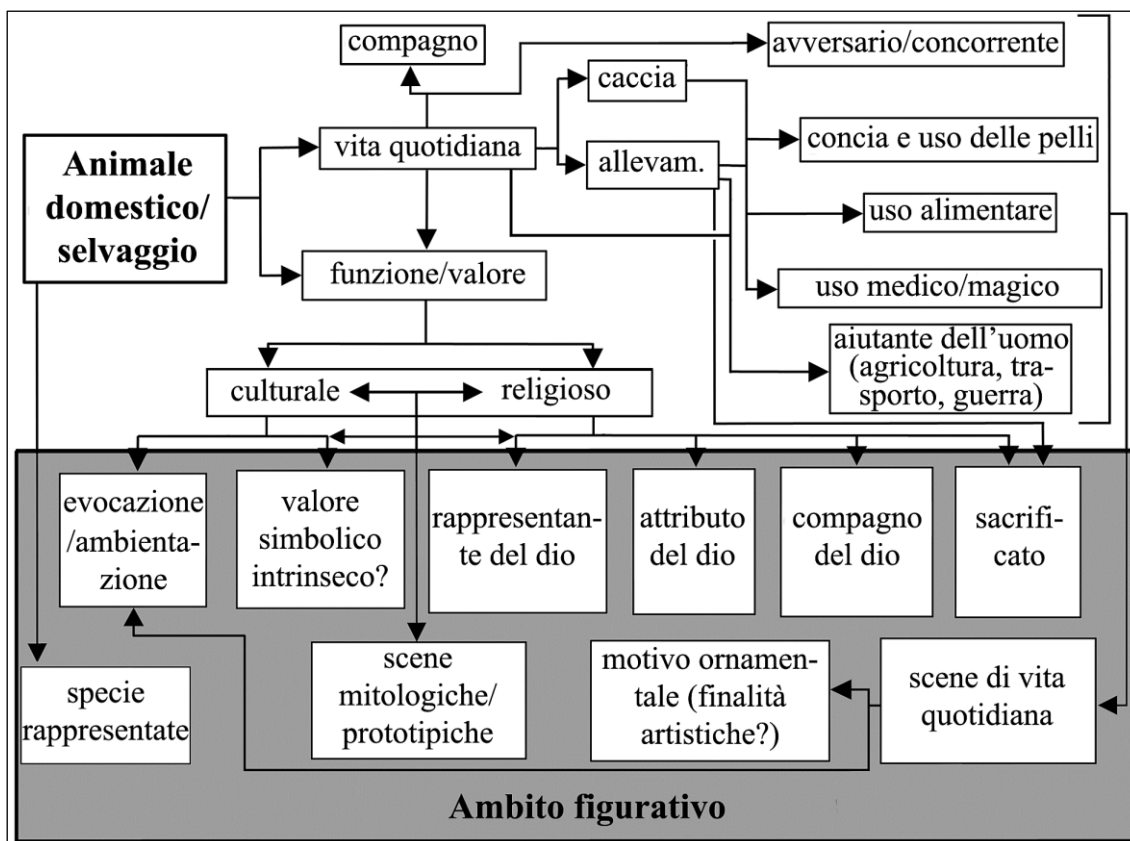 compagno
avversario/concorrente
caccia
Animale
domestico/
selvaggio
vita quotidiana
allevam.
concia e uso delle pelli
uso alimentare
funzione/valore
uso medico/magico
aiutante dell’uomo
(agricoltura, tra-
sporto, guerra)
culturale
religioso
evocazione
/ambienta-
zione
valore
simbolico
intrinseco?
rappresentan-
te del dio
attributo
del dio
compagno
del dio
sacrifi-
cato
specie
rappresentate
scene
mitologiche/
prototipiche
motivo ornamen-
tale (finalità
artistiche?)
scene di vita
quotidiana
Ambito figurativo